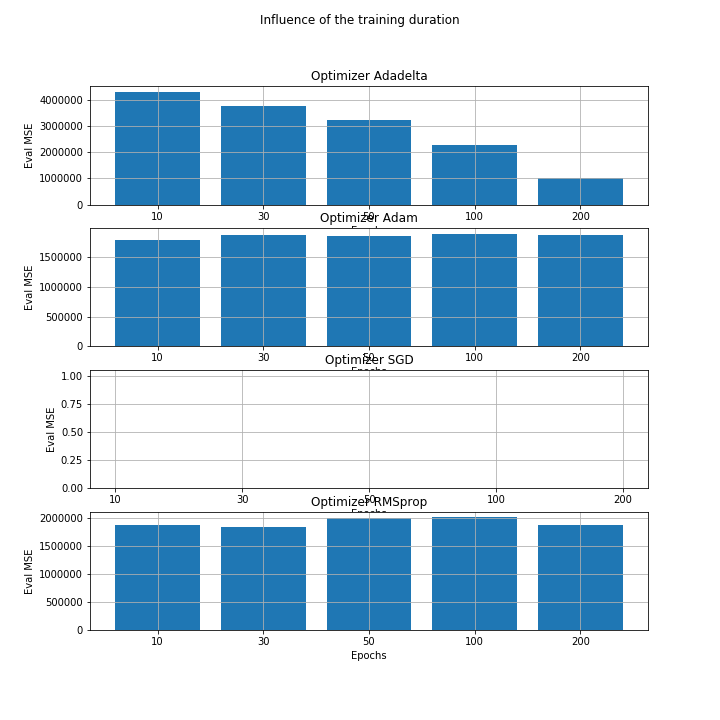 Influence of the training duration
Optimizer Adadelta
4000000
3000000
2000000
1000000
0
Eval MSE
10 30 50 100 200
Optimizer Adam
1500000
1000000
500000
0
Eval MSE
10 30 50 100 200
Optimizer SGD
1.00
0.75
0.50
0.25
0.00
Eval MSE
10 30 50 100 200
Optimizer RMSprop
2000000
1500000
1000000
500000
0
Eval MSE
10 30 50 100 200
Epochs